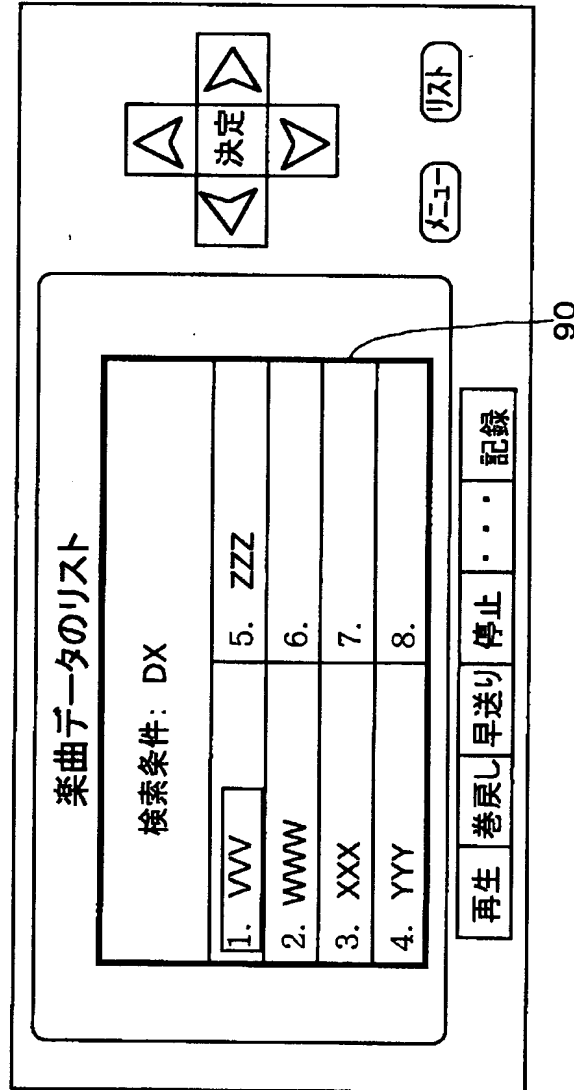 楽曲データのリスト
検索条件: DX
1. VVV
2. WWW
3. XXX
4. YYY
5. ZZZ
6.
7.
8.
90
決定
メニュー
リスト
再生
巻戻し
早送り
停止
・・・
記録